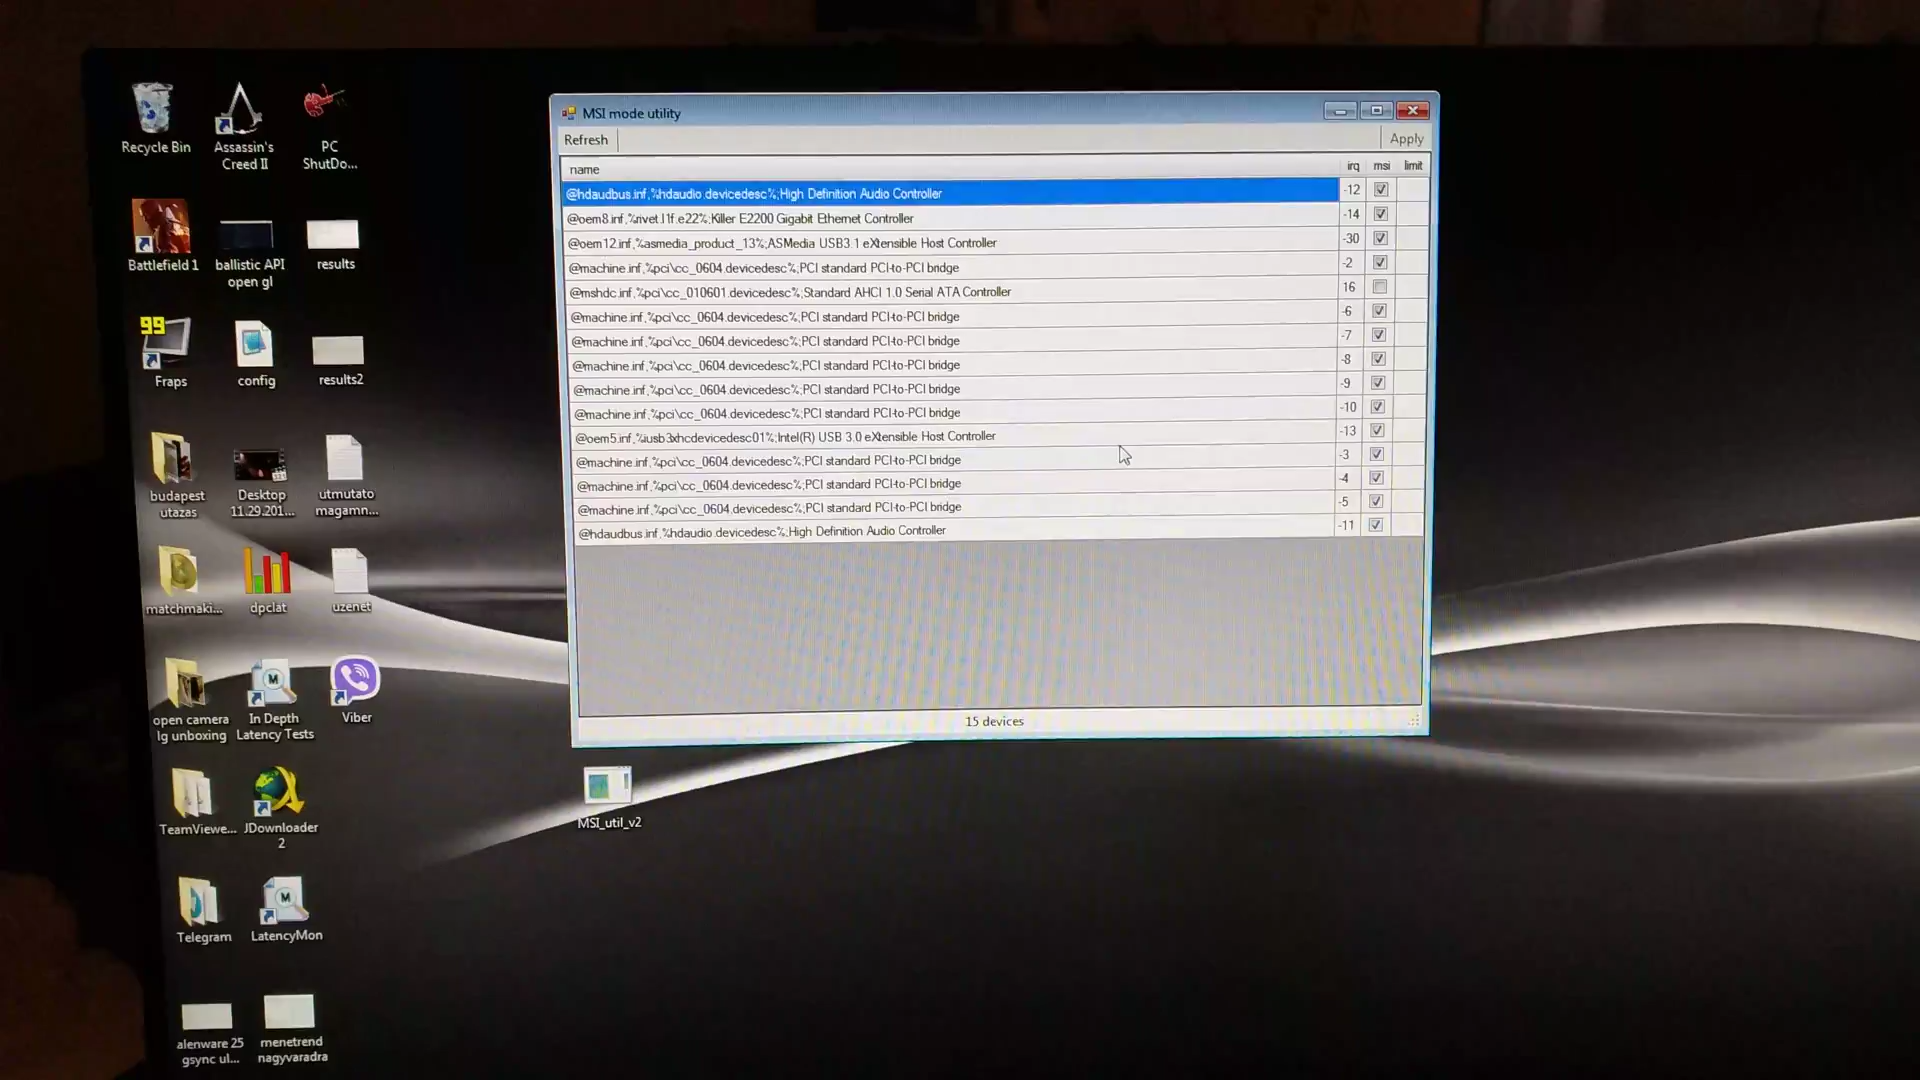 Recycle Bin
Assassin's
Creed II
PC
ShutDo...
Battlefield 1
ballistic API
open gl
results
99
Fraps
config
results2
budapest
utazas
Desktop
11.29.201...
utmutato
magamn...
matchmaki...
dpclat
uzenet
open camera
lg unboxing
M
In Depth
Latency Tests
Viber
TeamViewe...
JDownloader
2
Telegram
M
LatencyMon
alenware 25
gsync ul...
menetrend
nagyvaradra
MSI mode utility
Refresh
Apply
name irq msi limit
@hdaudbus.inf,%hdaudio.devicedesc%;High Definition Audio Controller -12
@oem8.inf,%rivet.l1f.e22%;Killer E2200 Gigabit Ethernet Controller -14
@oem12.inf,%asmedia_product_13%;ASMedia USB3.1 eXtensible Host Controller -30
@machine.inf,%pci\cc_0604.devicedesc%;PCI standard PCI-to-PCI bridge -2
@mshdc.inf,%pci\cc_010601.devicedesc%;Standard AHCI 1.0 Serial ATA Controller 16
@machine.inf,%pci\cc_0604.devicedesc%;PCI standard PCI-to-PCI bridge -6
@machine.inf,%pci\cc_0604.devicedesc%;PCI standard PCI-to-PCI bridge -7
@machine.inf,%pci\cc_0604.devicedesc%;PCI standard PCI-to-PCI bridge -8
@machine.inf,%pci\cc_0604.devicedesc%;PCI standard PCI-to-PCI bridge -9
@machine.inf,%pci\cc_0604.devicedesc%;PCI standard PCI-to-PCI bridge -10
@oem5.inf,%iusb3xhcdevicedesc01%;Intel(R) USB 3.0 eXtensible Host Controller -13
@machine.inf,%pci\cc_0604.devicedesc%;PCI standard PCI-to-PCI bridge -3
@machine.inf,%pci\cc_0604.devicedesc%;PCI standard PCI-to-PCI bridge -4
@machine.inf,%pci\cc_0604.devicedesc%;PCI standard PCI-to-PCI bridge -5
@hdaudbus.inf,%hdaudio.devicedesc%;High Definition Audio Controller -11
15 devices
MSI_util_v2